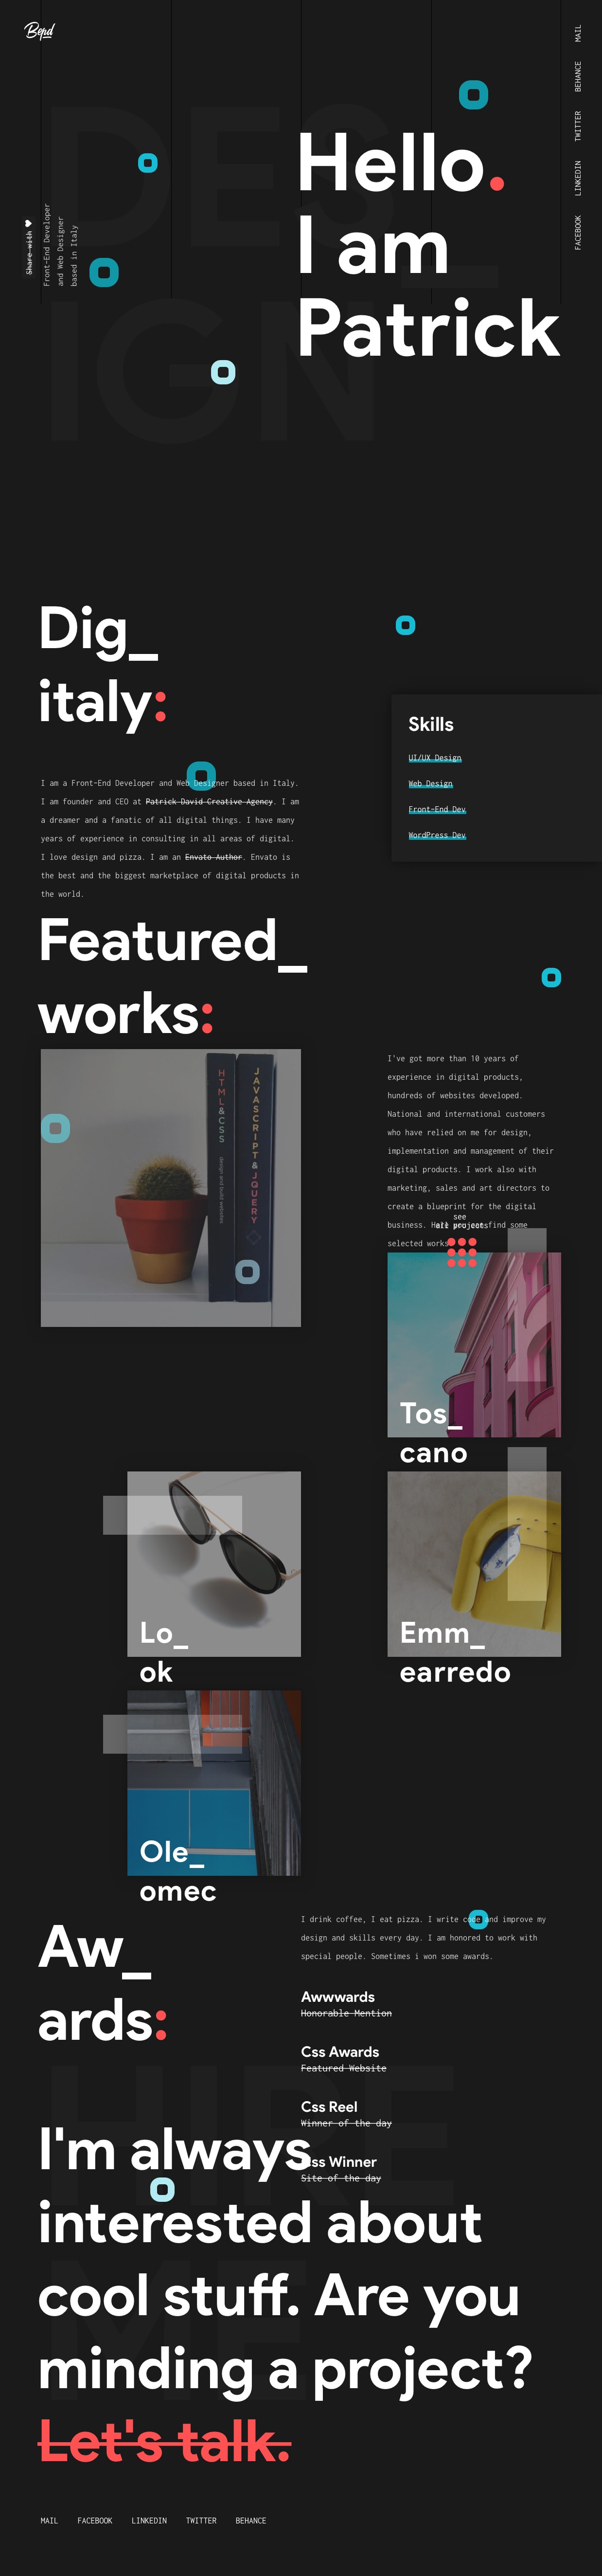 Bend
MAIL
BEHANCE
TWITTER
LINKEDIN
FACEBOOK
DES_
IGN
Hello.
I am
Patrick
Share with
Front-End Developer
and Web Designer
based in Italy
Dig_
italy:
Skills
UI/UX Design
Web Design
Front-End Dev
WordPress Dev
I am a Front-End Developer and Web Designer based in Italy.
I am founder and CEO at Patrick David Creative Agency. I am
a dreamer and a fanatic of all digital things. I have many
years of experience in consulting in all areas of digital.
I love design and pizza. I am an Envato Author. Envato is
the best and the biggest marketplace of digital products in
the world.
Featured_
works:
HTML&CSS
design and build websites
JAVASCRIPT&JQUERY
I've got more than 10 years of
experience in digital products,
hundreds of websites developed.
National and international customers
who have relied on me for design,
implementation and management of their
digital products. I work also with
marketing, sales and art directors to
create a blueprint for the digital
business. Here you can find some
selected works
see
all projects
Tos_
cano
Lo_
ok
Emm_
earredo
Ole_
omec
Aw_
ards:
I drink coffee, I eat pizza. I write code and improve my
design and skills every day. I am honored to work with
special people. Sometimes i won some awards.
Awwwards
Honorable Mention
Css Awards
Featured Website
Css Reel
Winner of the day
Css Winner
Site of the day
HIRE
ME
I'm always
interested about
cool stuff. Are you
minding a project?
Let's talk.
MAIL FACEBOOK LINKEDIN TWITTER BEHANCE